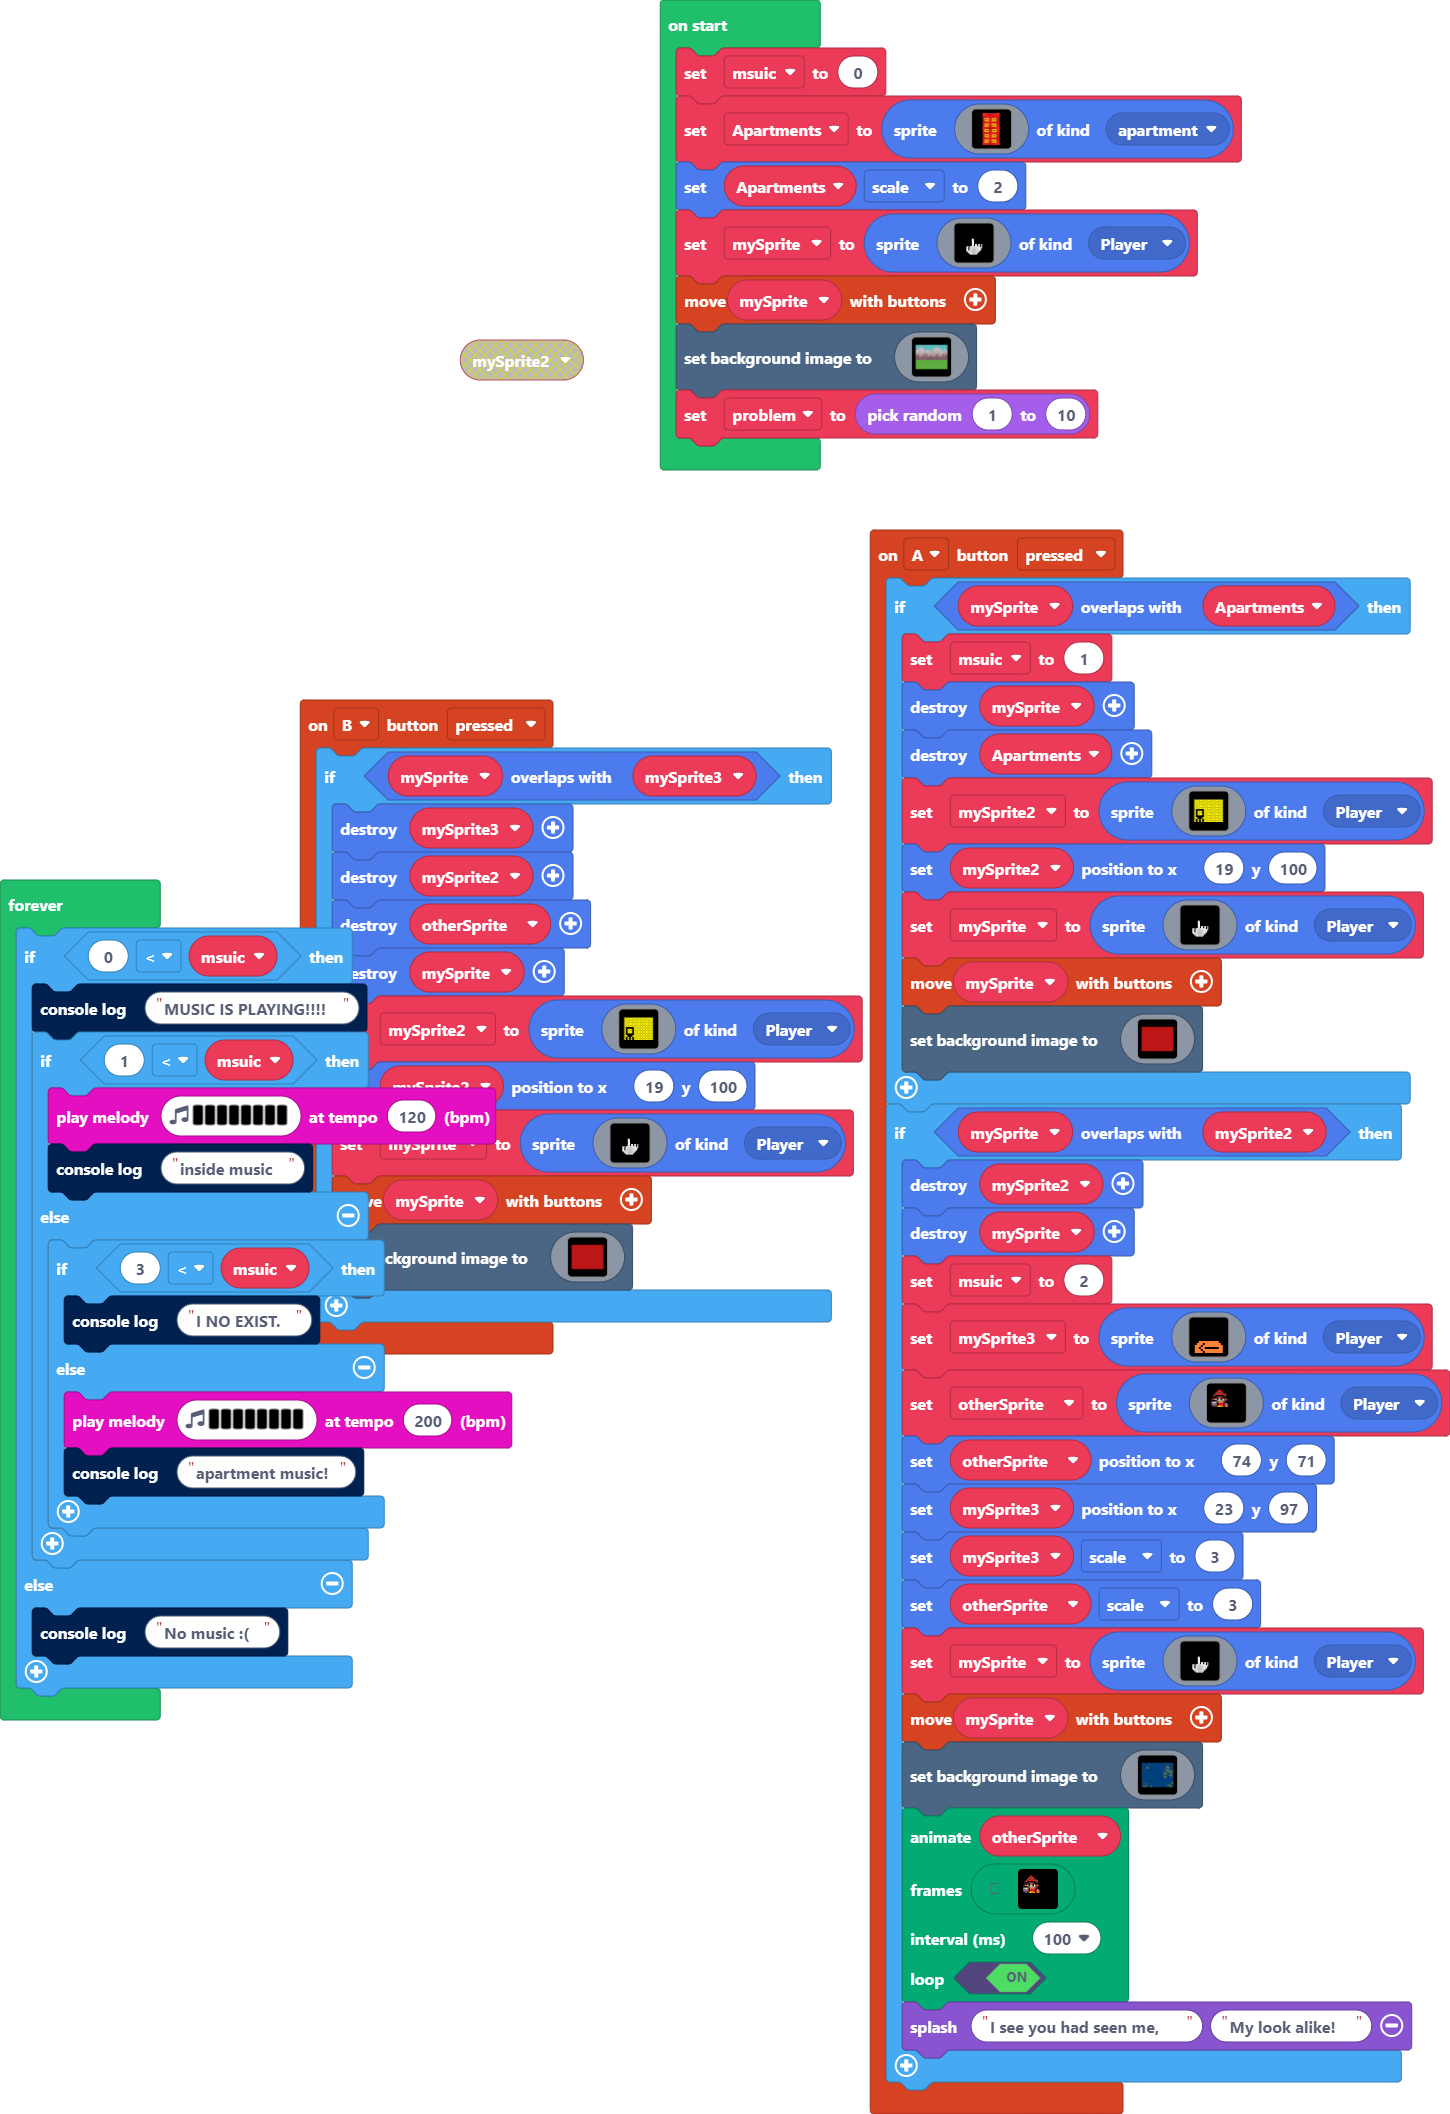 on start
set msuic to 0
set Apartments to sprite of kind apartment
set Apartments scale to 2
set mySprite to sprite of kind Player
move mySprite with buttons
set background image to
set problem to pick random 1 to 10
mySprite2
on A button pressed
if mySprite overlaps with Apartments then
set msuic to 1
destroy mySprite
destroy Apartments
set mySprite2 to sprite of kind Player
set mySprite2 position to x 19 y 100
set mySprite to sprite of kind Player
move mySprite with buttons
set background image to
if mySprite overlaps with mySprite2 then
destroy mySprite2
destroy mySprite
set msuic to 2
set mySprite3 to sprite of kind Player
set otherSprite to sprite of kind Player
set otherSprite position to x 74 y 71
set mySprite3 position to x 23 y 97
set mySprite3 scale to 3
set otherSprite scale to 3
set mySprite to sprite of kind Player
move mySprite with buttons
set background image to
animate otherSprite
frames
interval (ms) 100
loop ON
splash "I see you had seen me, " "My look alike! "
on B button pressed
if mySprite overlaps with mySprite3 then
destroy mySprite3
destroy mySprite2
destroy otherSprite
estroy mySprite
mySprite2 to sprite of kind Player
mySprite2 position to x 19 y 100
set mySprite to sprite of kind Player
ve mySprite with buttons
ckground image to
forever
if 0 < msuic then
console log "MUSIC IS PLAYING!!!! "
if 1 < msuic then
play melody at tempo 120 (bpm)
console log "inside music "
else
if 3 < msuic then
console log "I NO EXIST. "
else
play melody at tempo 200 (bpm)
console log "apartment music! "
else
console log "No music :( "